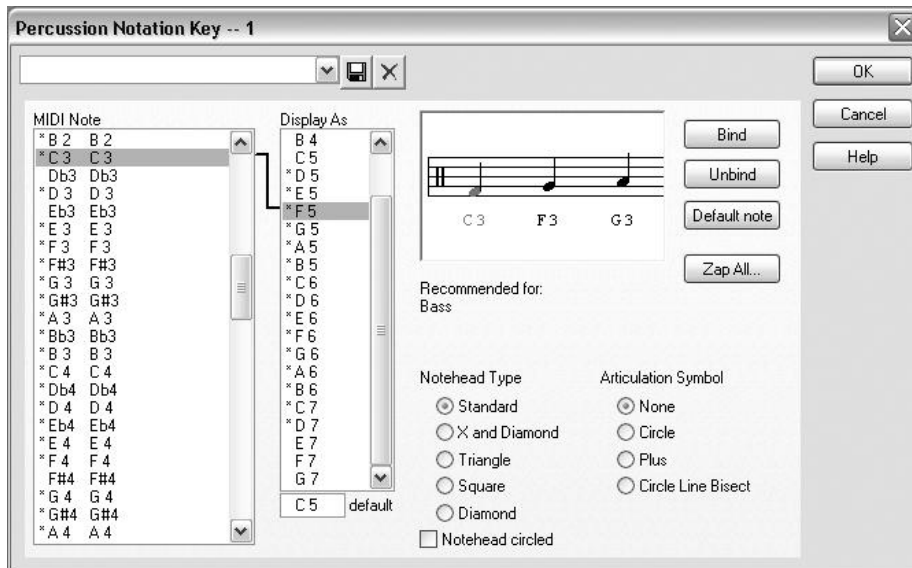 Percussion Notation Key -- 1
OK
Cancel
Help
MIDI Note
*B 2 B 2
*C 3 C 3
Db3 Db3
*D 3 D 3
Eb3 Eb3
*E 3 E 3
*F 3 F 3
*F#3 F#3
*G 3 G 3
*G#3 G#3
*A 3 A 3
*Bb3 Bb3
*B 3 B 3
*C 4 C 4
*Db4 Db4
*D 4 D 4
*Eb4 Eb4
*E 4 E 4
*F 4 F 4
F#4 F#4
*G 4 G 4
*G#4 G#4
*A 4 A 4
Display As
B 4
C 5
*D 5
*E 5
*F 5
*G 5
*A 5
*B 5
*C 6
*D 6
*E 6
*F 6
*G 6
*A 6
*B 6
*C 7
*D 7
E 7
F 7
G 7
C 5 default
C 3 F 3 G 3
Bind
Unbind
Default note
Zap All...
Recommended for:
Bass
Notehead Type
Standard
X and Diamond
Triangle
Square
Diamond
Notehead circled
Articulation Symbol
None
Circle
Plus
Circle Line Bisect